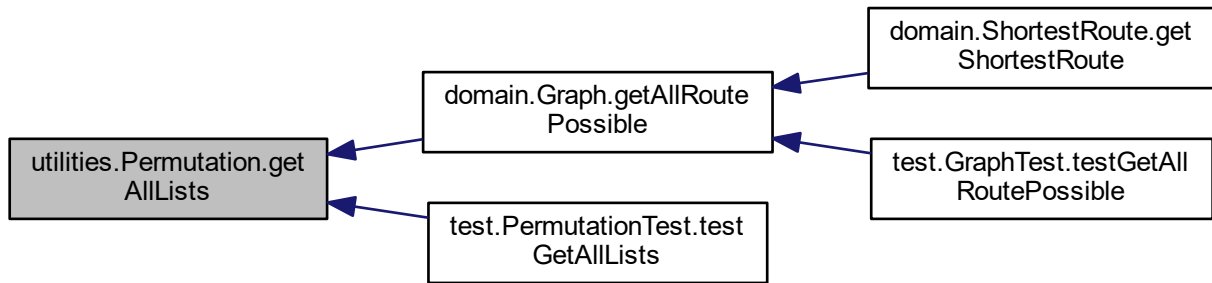 utilities.Permutation.get
AllLists
domain.Graph.getAllRoute
Possible
test.PermutationTest.test
GetAllLists
domain.ShortestRoute.get
ShortestRoute
test.GraphTest.testGetAll
RoutePossible